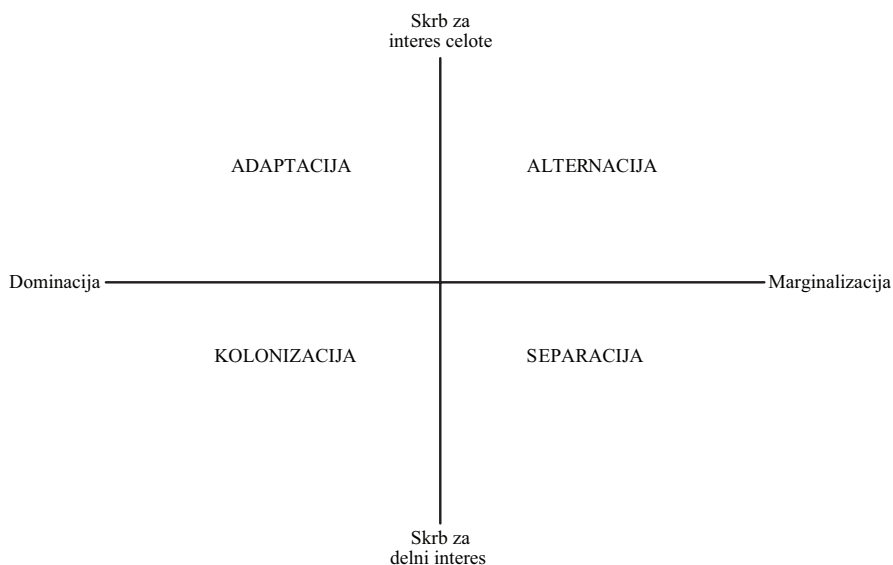 Skrb za
interes celote
ADAPTACIJA
ALTERNACIJA
Dominacija
Marginalizacija
KOLONIZACIJA
SEPARACIJA
Skrb za
delni interes